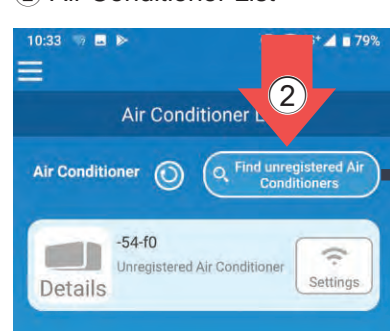 ② Air Conditioner List
10:33 79%
②
Air Conditioner L
Air Conditioner Find unregistered Air
Conditioners
-54-f0
Unregistered Air Conditioner
Details Settings